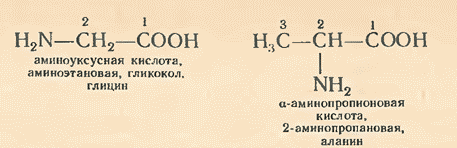 2 1
H₂N—CH₂—COOH
аминоуксусная кислота,
аминоэтановая, гликокол.
глицин
3 2 1
H₃C—CH—COOH
NH₂
α-аминопропионовая
кислота,
2-аминопропановая,
аланин